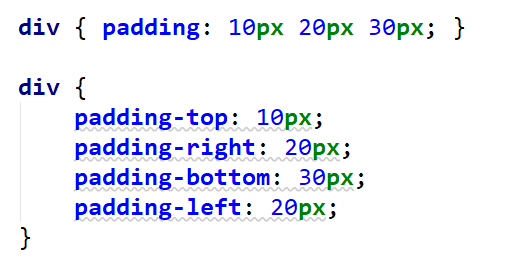 div { padding: 10px 20px 30px; }
div {
padding-top: 10px;
padding-right: 20px;
padding-bottom: 30px;
padding-left: 20px;
}